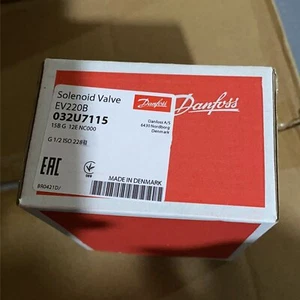 Solenoid Valve
EV220B
032U7115
15B G 12E NC000
G 1/2 ISO 228/1
Danfoss
Danfoss A/S
6430 Nordborg
Denmark
Danfoss
EAC
MADE IN DENMARK